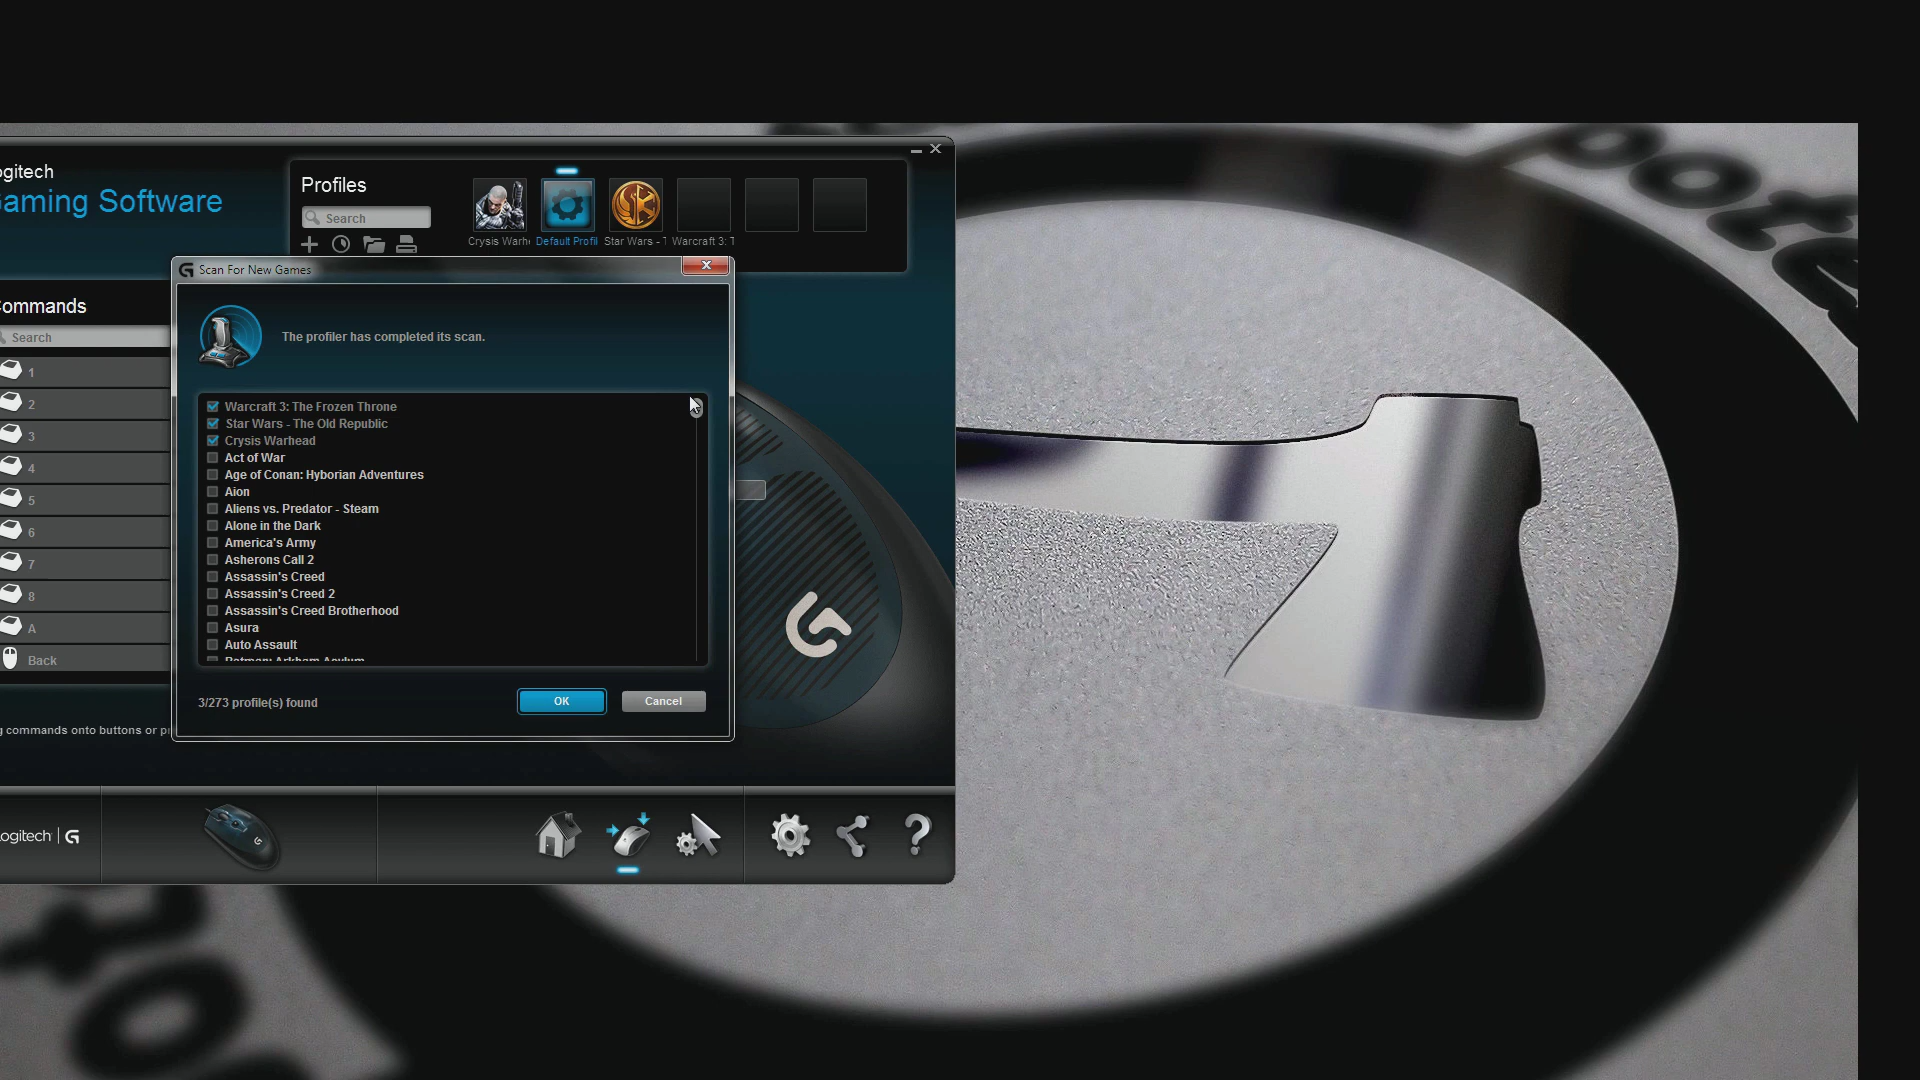 ogitech
aming Software
Profiles
Search
Crysis Warh
Default Profil
Star Wars - T
Warcraft 3: T
Scan For New Games
The profiler has completed its scan.
Warcraft 3: The Frozen Throne
Star Wars - The Old Republic
Crysis Warhead
Act of War
Age of Conan: Hyborian Adventures
Aion
Aliens vs. Predator - Steam
Alone in the Dark
America's Army
Asherons Call 2
Assassin's Creed
Assassin's Creed 2
Assassin's Creed Brotherhood
Asura
Auto Assault
Batman: Arkham Asylum
3/273 profile(s) found
OK
Cancel
ommands
Search
1
2
3
4
5
6
7
8
A
Back
g commands onto buttons or p
ogitech | G